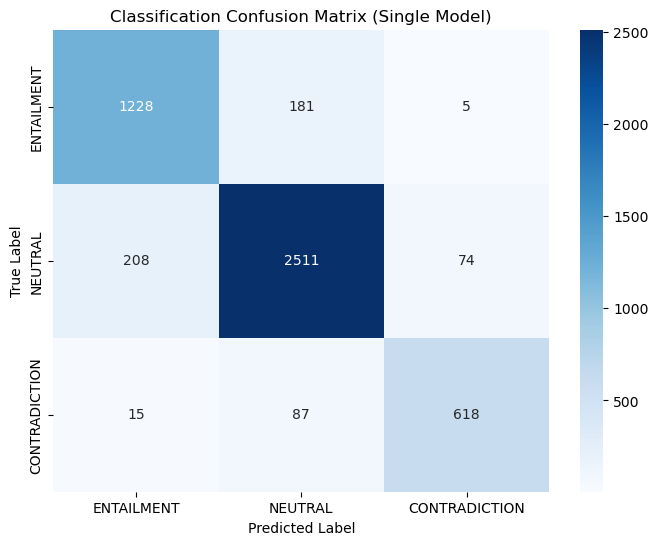 Classification Confusion Matrix (Single Model)
ENTAILMENT 1228 181 5
NEUTRAL 208 2511 74
CONTRADICTION 15 87 618
True Label
ENTAILMENT NEUTRAL CONTRADICTION
Predicted Label
2500
2000
1500
1000
500